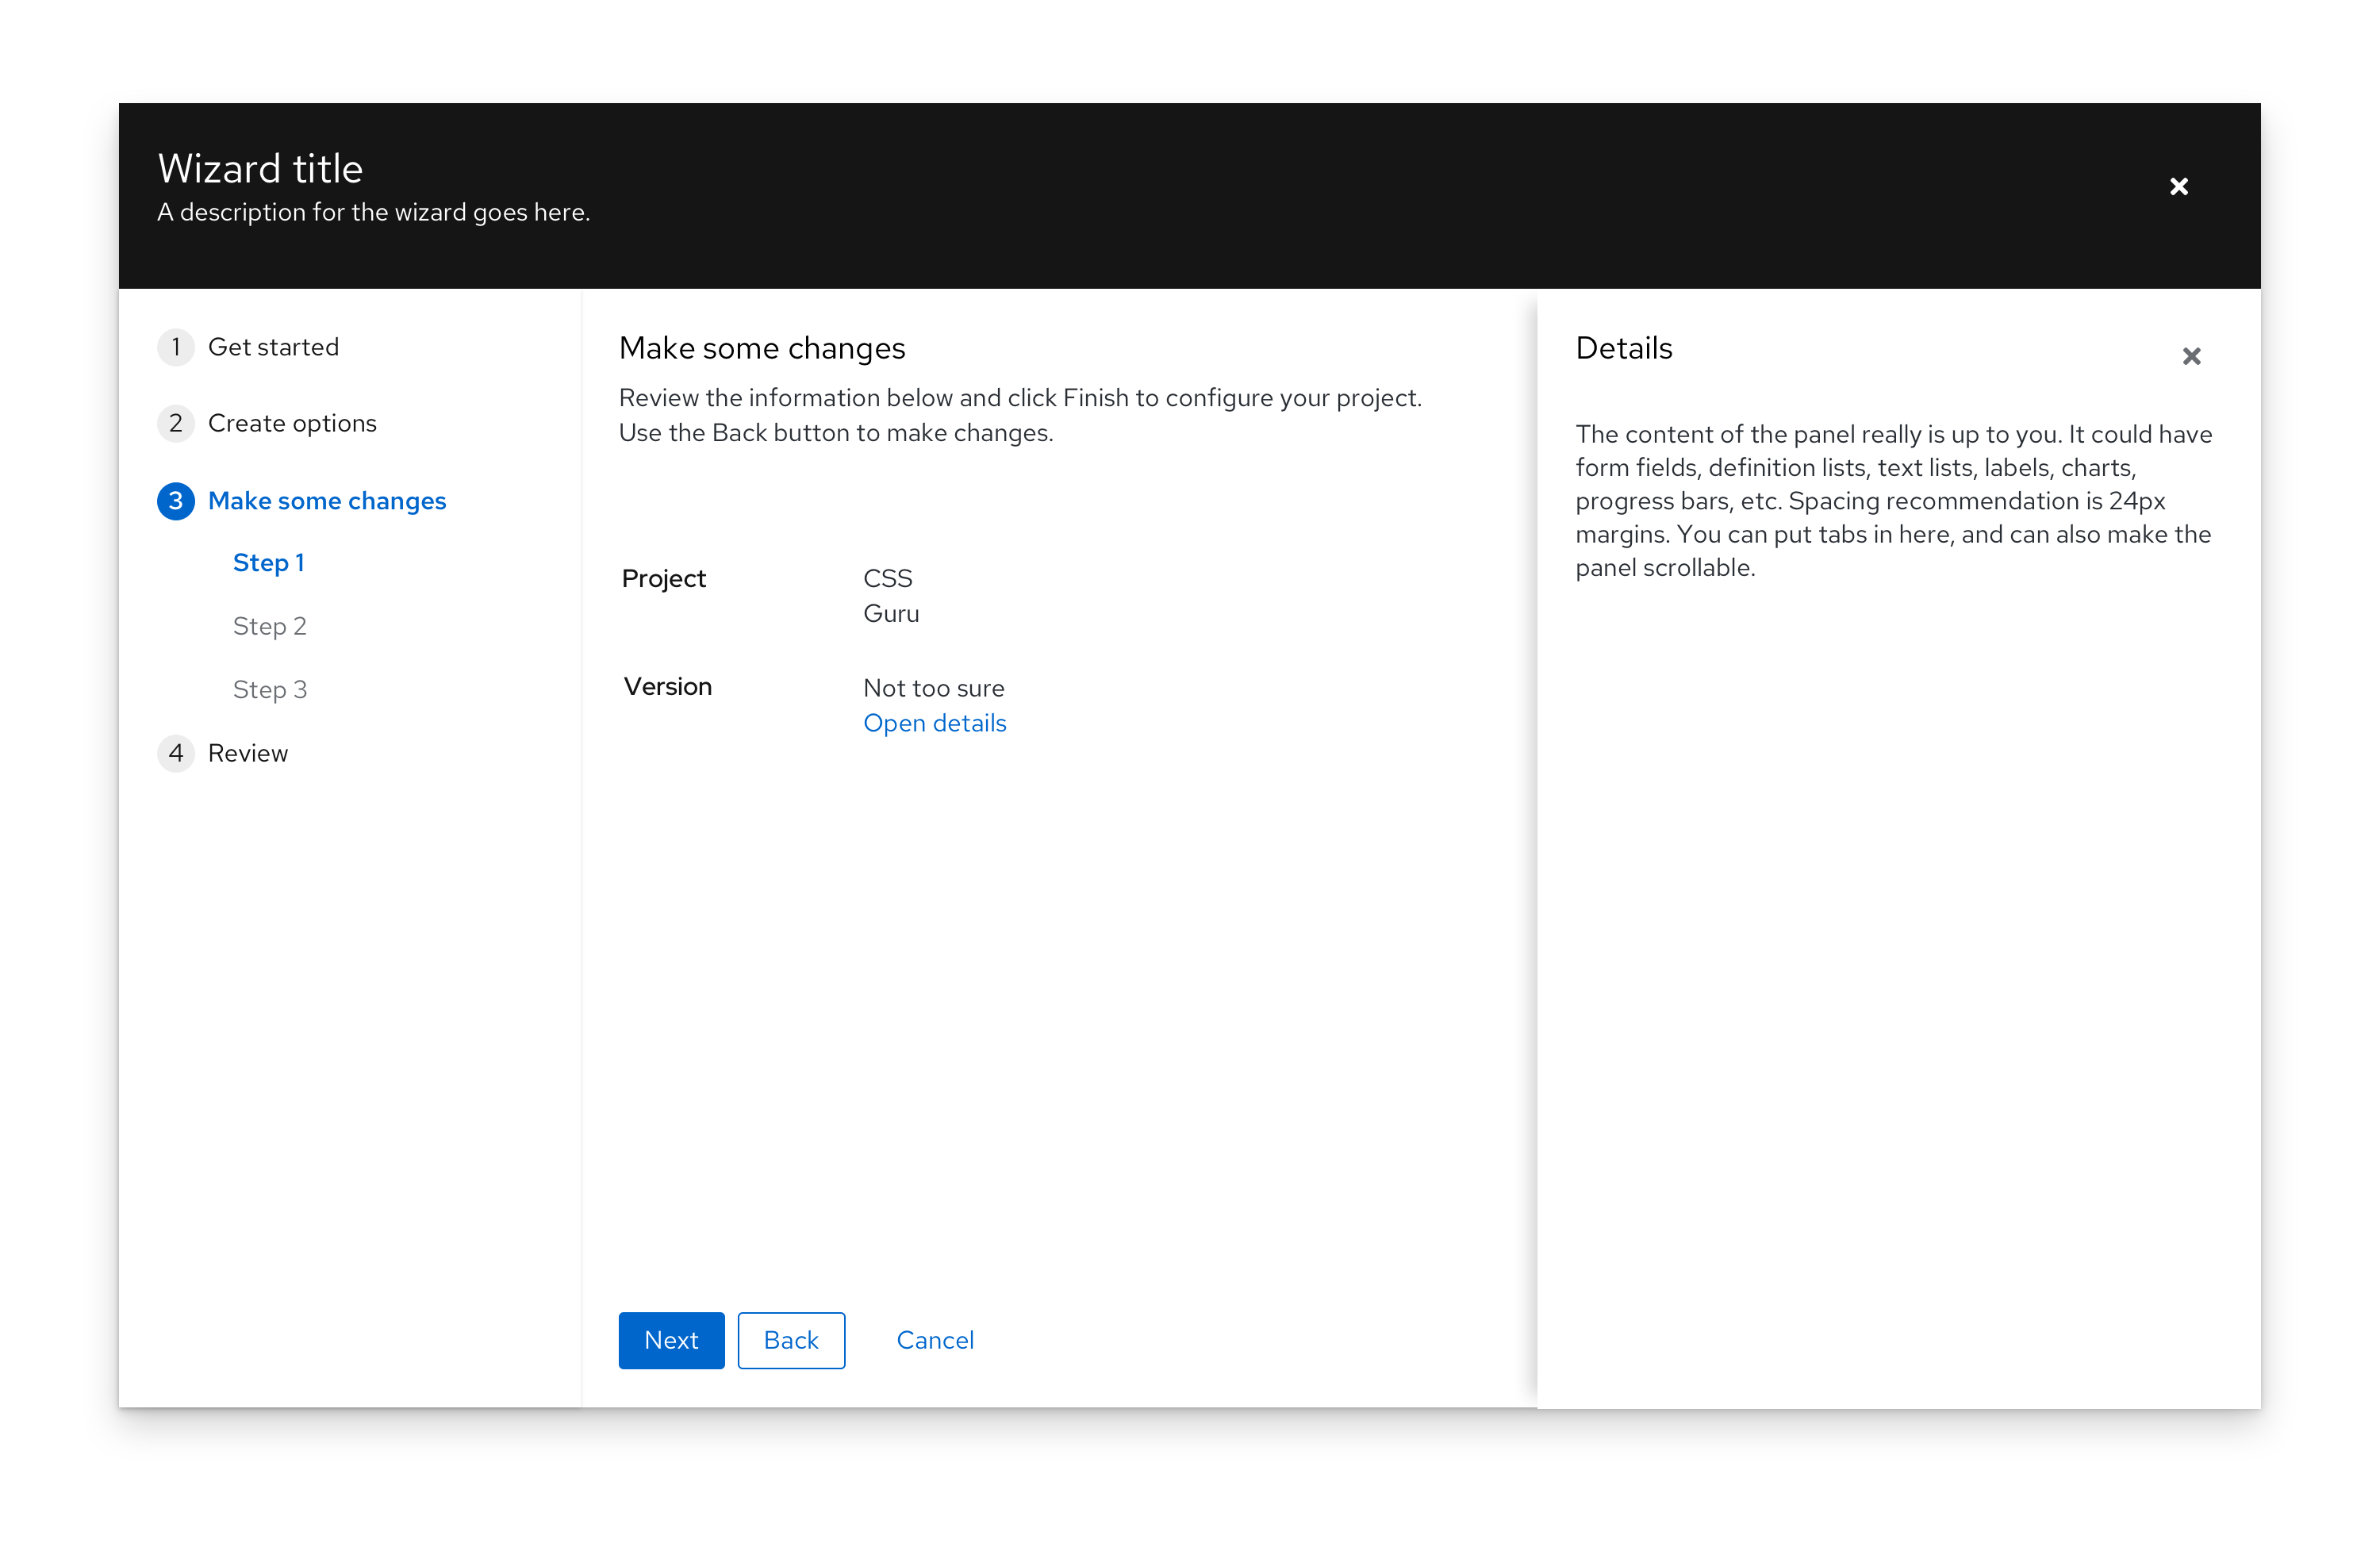 Wizard title
A description for the wizard goes here.
1 Get started
2 Create options
3 Make some changes
Step 1
Step 2
Step 3
4 Review
Make some changes
Review the information below and click Finish to configure your project.
Use the Back button to make changes.
Project
CSS
Guru
Version
Not too sure
Open details
Next
Back
Cancel
Details
The content of the panel really is up to you. It could have
form fields, definition lists, text lists, labels, charts,
progress bars, etc. Spacing recommendation is 24px
margins. You can put tabs in here, and can also make the
panel scrollable.